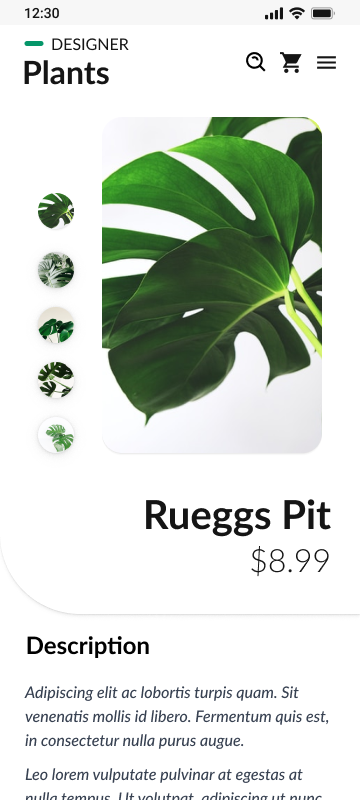 12:30
DESIGNER
Plants
Rueggs Pit
$8.99
Description
Adipiscing elit ac lobortis turpis quam. Sit
venenatis mollis id libero. Fermentum quis est,
in consectetur nulla purus augue.
Leo lorem vulputate pulvinar at egestas at
nulla tempus. Ut volutpat, adipiscing ut nunc